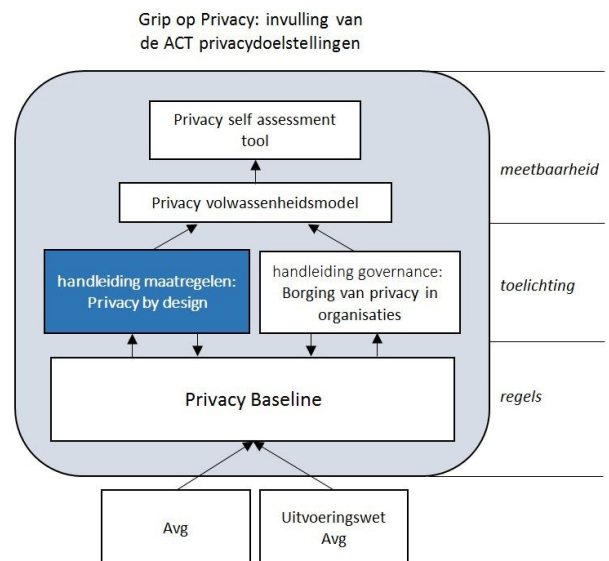 Grip op Privacy: invulling van
de ACT privacydoelstellingen
Privacy self assessment
tool
meetbaarheid
Privacy volwassenheidsmodel
handleiding maatregelen:
Privacy by design
handleiding governance:
Borging van privacy in
organisaties
toelichting
Privacy Baseline
regels
Avg
Uitvoeringswet
Avg